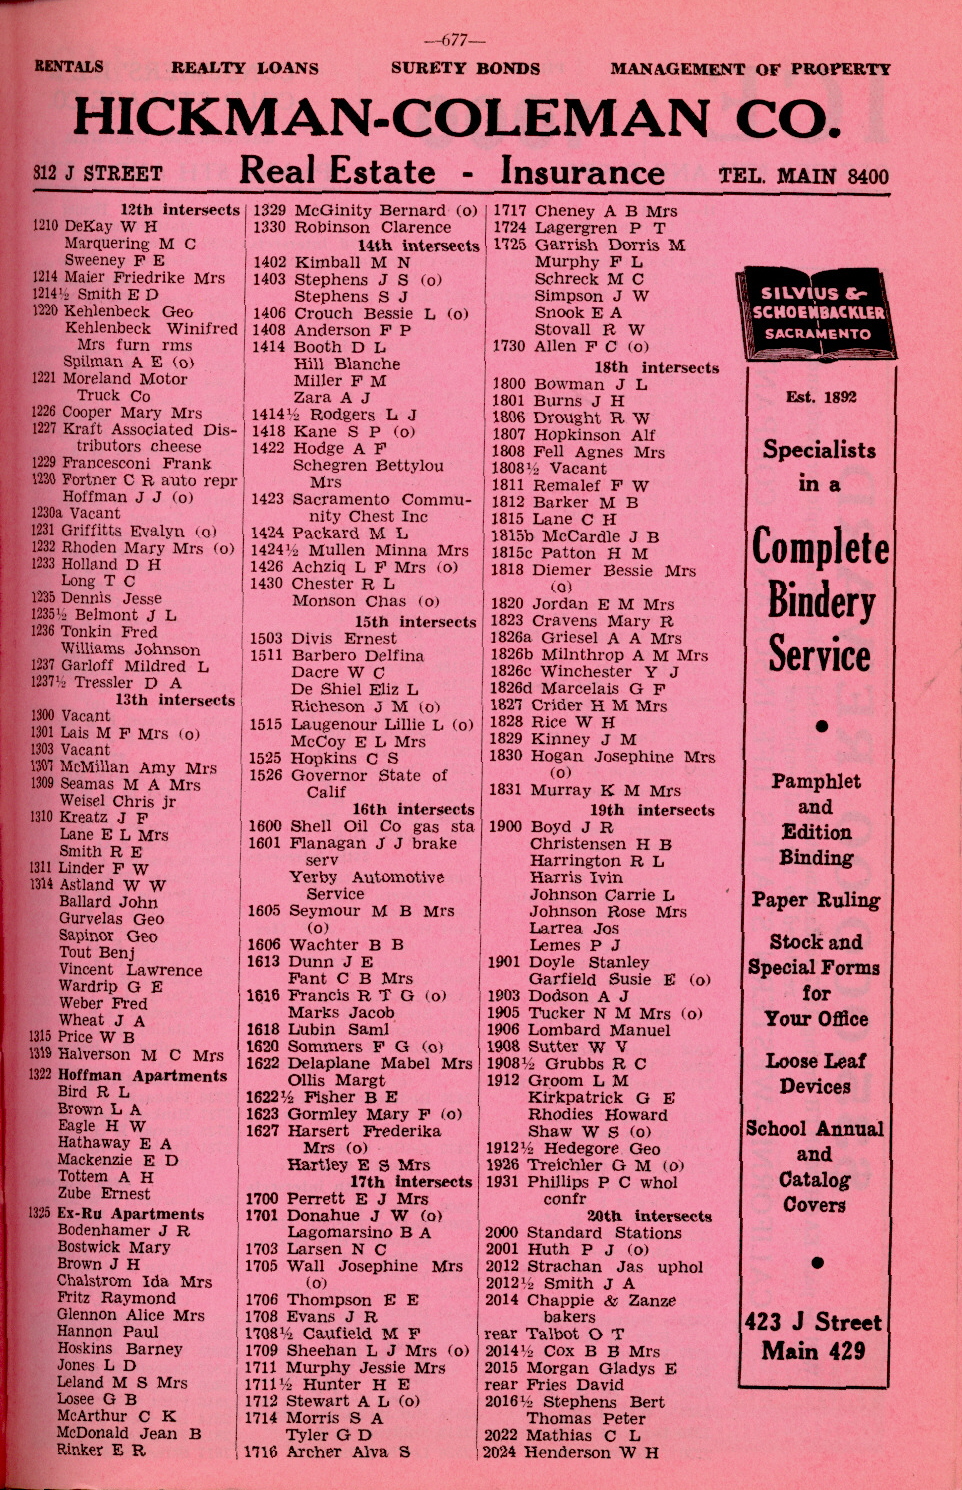 —677—
RENTALS REALTY LOANS SURETY BONDS MANAGEMENT OF PROPERTY
HICKMAN-COLEMAN CO.
812 J STREET Real Estate - Insurance TEL. MAIN 8400
12th intersects
1210 DeKay W H
Marquering M C
Sweeney F E
1214 Maier Friedrike Mrs
1214½ Smith E D
1220 Kehlenbeck Geo
Kehlenbeck Winifred
Mrs furn rms
Spilman A E (o)
1221 Moreland Motor
Truck Co
1226 Cooper Mary Mrs
1227 Kraft Associated Dis-
tributors cheese
1229 Francesconi Frank
1230 Fortner C R auto repr
Hoffman J J (o)
1230a Vacant
1231 Griffitts Evalyn (o)
1232 Rhoden Mary Mrs (o)
1233 Holland D H
Long T C
1235 Dennis Jesse
1235½ Belmont J L
1236 Tonkin Fred
Williams Johnson
1237 Garloff Mildred L
1237½ Tressler D A
13th intersects
1300 Vacant
1301 Lais M F Mrs (o)
1303 Vacant
1307 McMillan Amy Mrs
1309 Seamas M A Mrs
Weisel Chris jr
1310 Kreatz J F
Lane E L Mrs
Smith R E
1311 Linder F W
1314 Astland W W
Ballard John
Gurvelas Geo
Sapinor Geo
Tout Benj
Vincent Lawrence
Wardrip G E
Weber Fred
Wheat J A
1315 Price W B
1319 Halverson M C Mrs
1322 Hoffman Apartments
Bird R L
Brown L A
Eagle H W
Hathaway E A
Mackenzie E D
Tottem A H
Zube Ernest
1325 Ex-Ru Apartments
Bodenhamer J R
Bostwick Mary
Brown J H
Chalstrom Ida Mrs
Fritz Raymond
Glennon Alice Mrs
Hannon Paul
Hoskins Barney
Jones L D
Leland M S Mrs
Losee G B
McArthur C K
McDonald Jean B
Rinker E R
1329 McGinity Bernard (o)
1330 Robinson Clarence
14th intersects
1402 Kimball M N
1403 Stephens J S (o)
Stephens S J
1406 Crouch Bessie L (o)
1408 Anderson F P
1414 Booth D L
Hill Blanche
Miller F M
Zara A J
1414½ Rodgers L J
1418 Kane S P (o)
1422 Hodge A F
Schegren Bettylou
Mrs
1423 Sacramento Commu-
nity Chest Inc
1424 Packard M L
1424½ Mullen Minna Mrs
1426 Achziq L F Mrs (o)
1430 Chester R L
Monson Chas (o)
15th intersects
1503 Divis Ernest
1511 Barbero Delfina
Dacre W C
De Shiel Eliz L
Richeson J M (o)
1515 Laugenour Lillie L (o)
McCoy E L Mrs
1525 Hopkins C S
1526 Governor State of
Calif
16th intersects
1600 Shell Oil Co gas sta
1601 Flanagan J J brake
serv
Yerby Automotive
Service
1605 Seymour M B Mrs
(o)
1606 Wachter B B
1613 Dunn J E
Fant C B Mrs
1616 Francis R T G (o)
Marks Jacob
1618 Lubin Saml
1620 Sommers F G (o)
1622 Delaplane Mabel Mrs
Ollis Margt
1622½ Fisher B E
1623 Gormley Mary F (o)
1627 Harsert Frederika
Mrs (o)
Hartley E S Mrs
17th intersects
1700 Perrett E J Mrs
1701 Donahue J W (o)
Lagomarsino B A
1703 Larsen N C
1705 Wall Josephine Mrs
(o)
1706 Thompson E E
1708 Evans J R
1708½ Caufield M F
1709 Sheehan L J Mrs (o)
1711 Murphy Jessie Mrs
1711½ Hunter H E
1712 Stewart A L (o)
1714 Morris S A
Tyler G D
1716 Archer Alva S
1717 Cheney A B Mrs
1724 Lagergren P T
1725 Garrish Dorris M
Murphy F L
Schreck M C
Simpson J W
Snook E A
Stovall R W
1730 Allen F C (o)
18th intersects
1800 Bowman J L
1801 Burns J H
1806 Drought R W
1807 Hopkinson Alf
1808 Fell Agnes Mrs
1808½ Vacant
1811 Remalef F W
1812 Barker M B
1815 Lane C H
1815b McCardle J B
1815c Patton H M
1818 Diemer Bessie Mrs
(o)
1820 Jordan E M Mrs
1823 Cravens Mary R
1826a Griesel A A Mrs
1826b Milnthrop A M Mrs
1826c Winchester Y J
1826d Marcelais G F
1827 Crider H M Mrs
1828 Rice W H
1829 Kinney J M
1830 Hogan Josephine Mrs
(o)
1831 Murray K M Mrs
19th intersects
1900 Boyd J R
Christensen H B
Harrington R L
Harris Ivin
Johnson Carrie L
Johnson Rose Mrs
Larrea Jos
Lemes P J
1901 Doyle Stanley
Garfield Susie E (o)
1903 Dodson A J
1905 Tucker N M Mrs (o)
1906 Lombard Manuel
1908 Sutter W V
1908½ Grubbs R C
1912 Groom L M
Kirkpatrick G E
Rhodies Howard
Shaw W S (o)
1912½ Hedegore Geo
1926 Treichler G M (o)
1931 Phillips P C whol
confr
20th intersects
2000 Standard Stations
2001 Huth P J (o)
2012 Strachan Jas uphol
2012½ Smith J A
2014 Chappie & Zanze
bakers
rear Talbot O T
2014½ Cox B B Mrs
2015 Morgan Gladys E
rear Fries David
2016½ Stephens Bert
Thomas Peter
2022 Mathias C L
2024 Henderson W H
SILVIUS &
SCHOENBACKLER
SACRAMENTO
Est. 1892
Specialists
in a
Complete
Bindery
Service
Pamphlet
and
Edition
Binding
Paper Ruling
Stock and
Special Forms
for
Your Office
Loose Leaf
Devices
School Annual
and
Catalog
Covers
423 J Street
Main 429